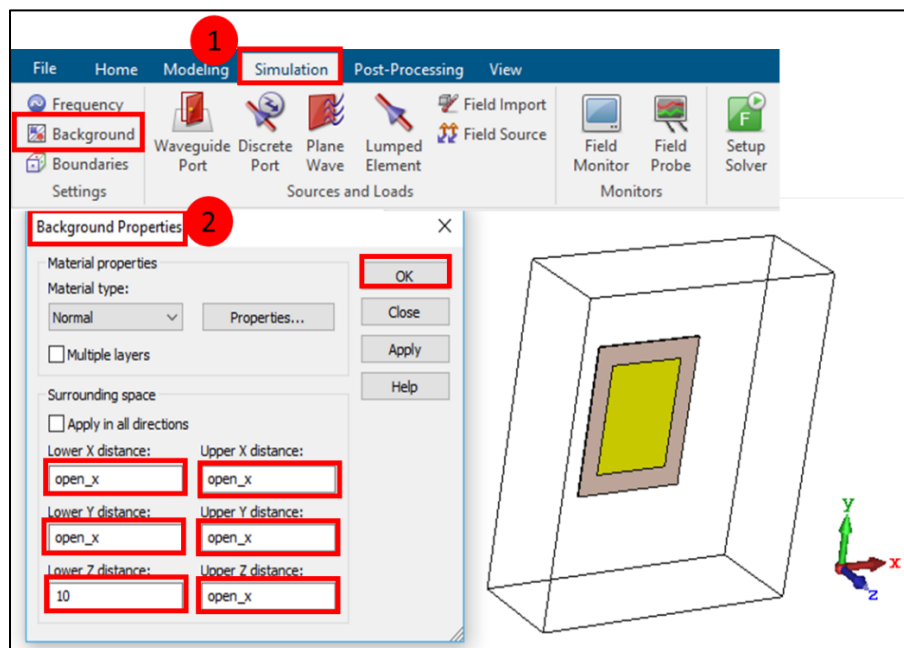 1
File Home Modeling Simulation Post-Processing View
Frequency
Background
Boundaries
Settings
Waveguide Port
Discrete Port
Plane Wave
Lumped Element
Field Import
Field Source
Sources and Loads
Field Monitor
Field Probe
Monitors
Setup Solver
F
2
Background Properties
Material properties
Material type:
Normal
Properties...
Multiple layers
OK
Close
Apply
Help
Surrounding space
Apply in all directions
Lower X distance: Upper X distance:
open_x open_x
Lower Y distance: Upper Y distance:
open_x open_x
Lower Z distance: Upper Z distance:
10 open_x
y
x
z